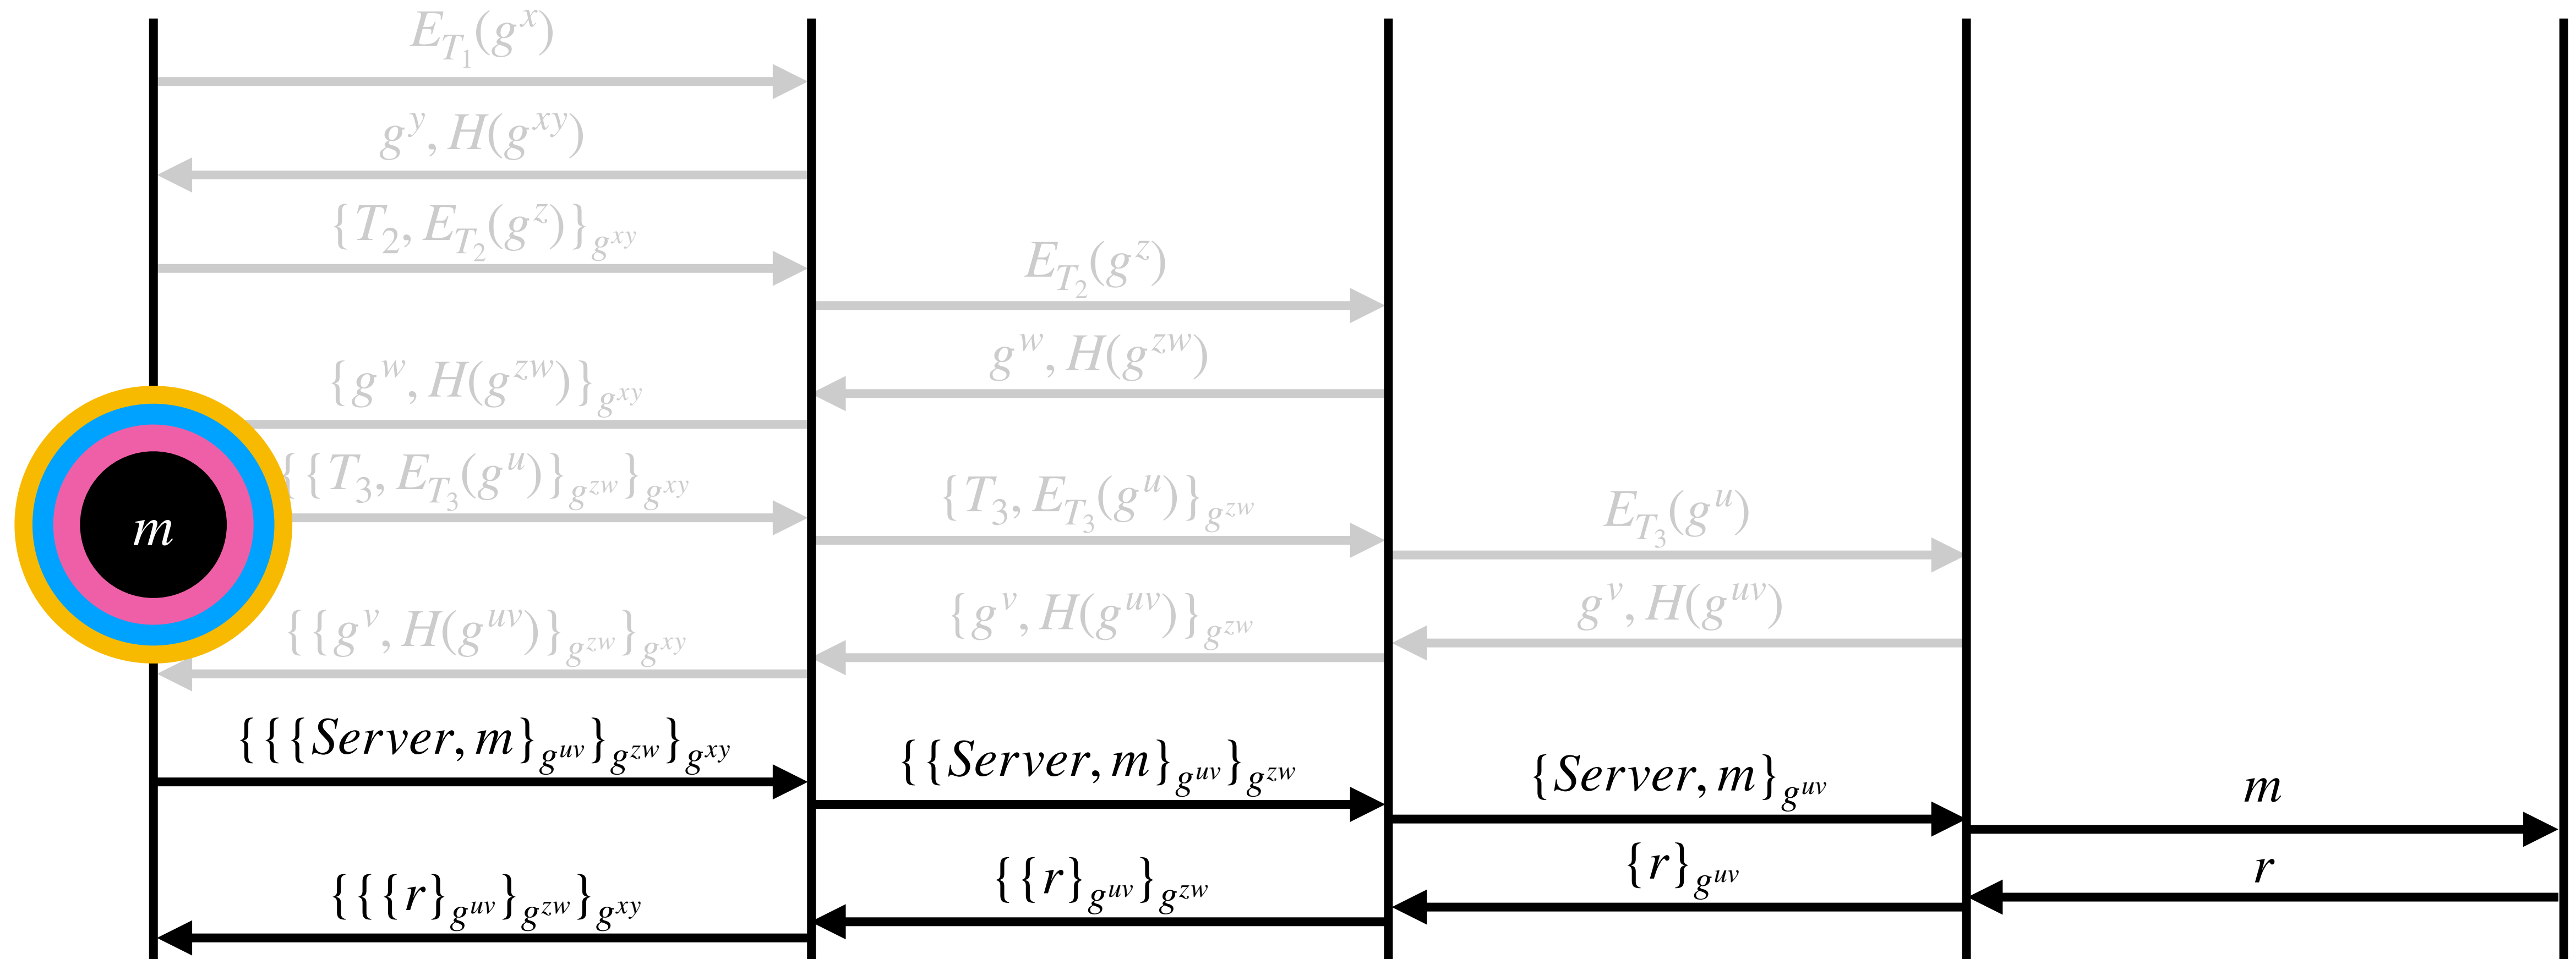 E_{T_1}(g^x)
g^y, H(g^{xy})
{T_2, E_{T_2}(g^z)}_{g^{xy}}
E_{T_2}(g^z)
g^w, H(g^{zw})
{g^w, H(g^{zw})}_{g^{xy}}
{{T_3, E_{T_3}(g^u)}_{g^{zw}}}_{g^{xy}}
{T_3, E_{T_3}(g^u)}_{g^{zw}}
E_{T_3}(g^u)
m
g^v, H(g^{uv})
{g^v, H(g^{uv})}_{g^{zw}}
{{g^v, H(g^{uv})}_{g^{zw}}}_{g^{xy}}
{{{Server, m}_{g^{uv}}}_{g^{zw}}}_{g^{xy}}
{{Server, m}_{g^{uv}}}_{g^{zw}}
{Server, m}_{g^{uv}}
m
{{{r}_{g^{uv}}}_{g^{zw}}}_{g^{xy}}
{{r}_{g^{uv}}}_{g^{zw}}
{r}_{g^{uv}}
r